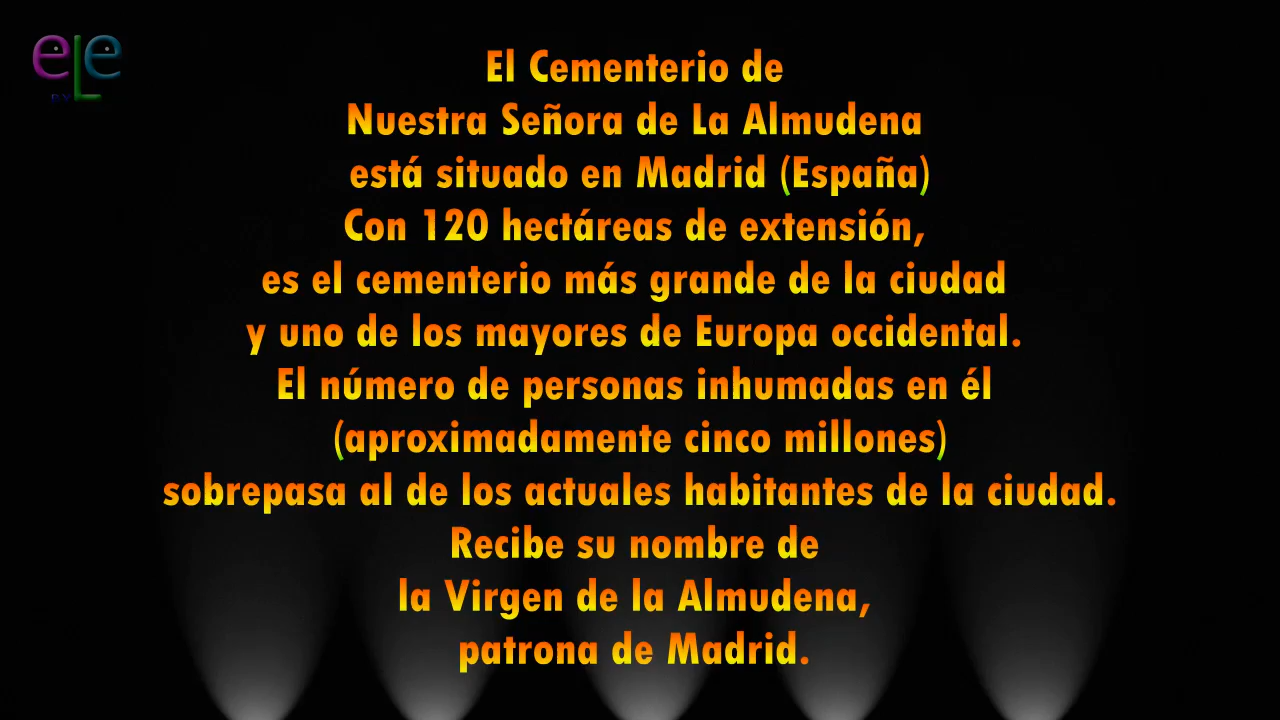 eLe
BY
El Cementerio de
Nuestra Señora de La Almudena
está situado en Madrid (España)
Con 120 hectáreas de extensión,
es el cementerio más grande de la ciudad
y uno de los mayores de Europa occidental.
El número de personas inhumadas en él
(aproximadamente cinco millones)
sobrepasa al de los actuales habitantes de la ciudad.
Recibe su nombre de
la Virgen de la Almudena,
patrona de Madrid.